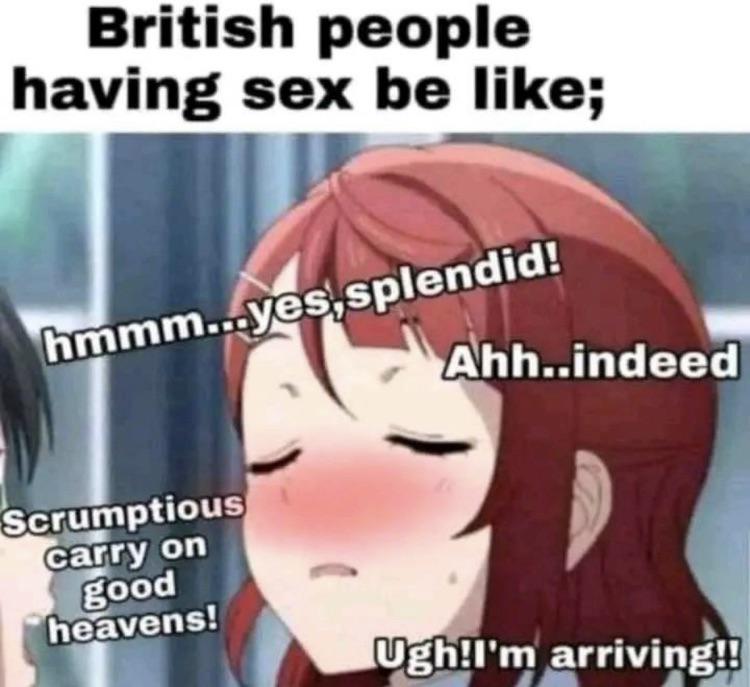 British people
having sex be like;
hmmm...yes,splendid!
Ahh..indeed
Scrumptious
carry on
good
heavens!
Ugh!I'm arriving!!